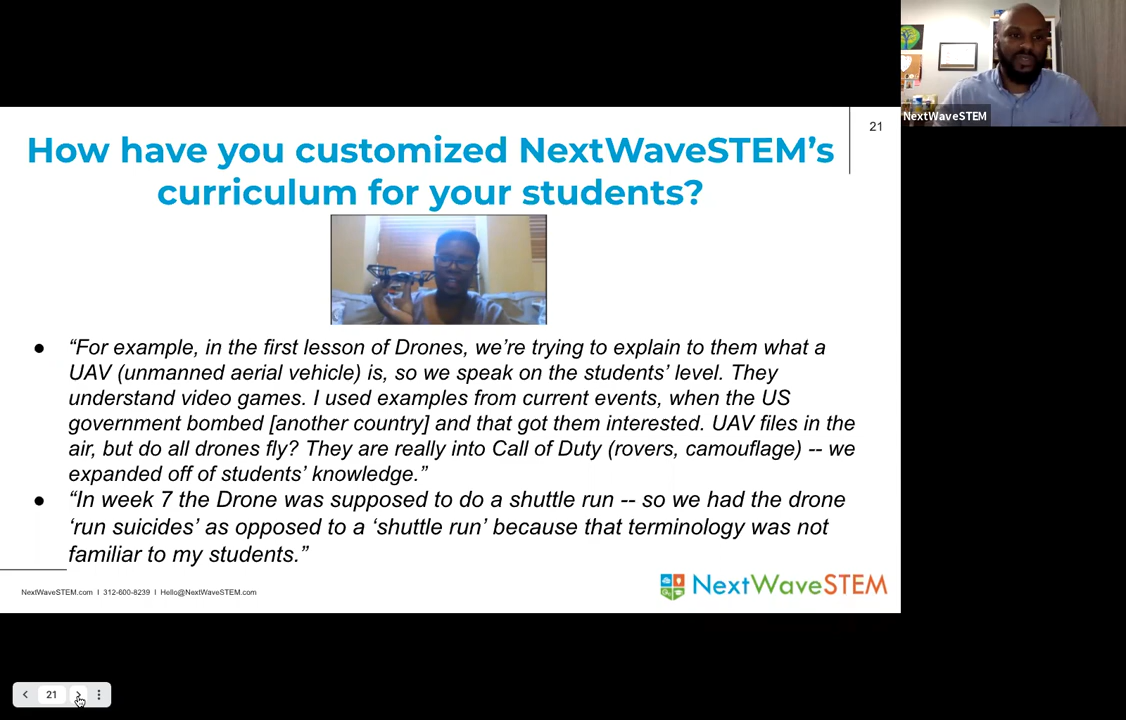 NextWaveSTEM
21
How have you customized NextWaveSTEM's
curriculum for your students?
● “For example, in the first lesson of Drones, we’re trying to explain to them what a
UAV (unmanned aerial vehicle) is, so we speak on the students’ level. They
understand video games. I used examples from current events, when the US
government bombed [another country] and that got them interested. UAV files in the
air, but do all drones fly? They are really into Call of Duty (rovers, camouflage) -- we
expanded off of students’ knowledge.”
● “In week 7 the Drone was supposed to do a shuttle run -- so we had the drone
‘run suicides’ as opposed to a ‘shuttle run’ because that terminology was not
familiar to my students.”
NextWaveSTEM.com I 312-600-8239 I Hello@NextWaveSTEM.com
NextWaveSTEM
21